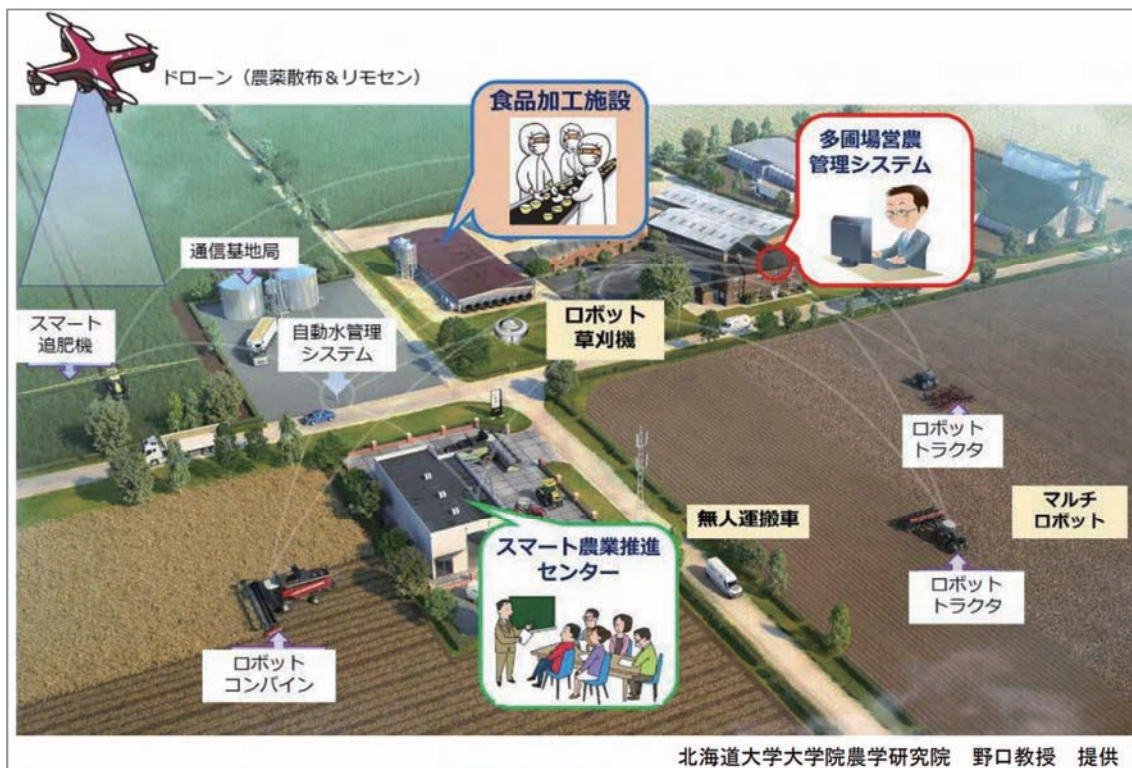 ドローン（農薬散布＆リモセン）
食品加工施設
多圃場営農
管理システム
通信基地局
スマート
追肥機
自動水管理
システム
ロボット
草刈機
ロボット
トラクタ
マルチ
ロボット
無人運搬車
ロボット
トラクタ
スマート農業推進
センター
ロボット
コンバイン
北海道大学大学院農学研究院　野口教授　提供